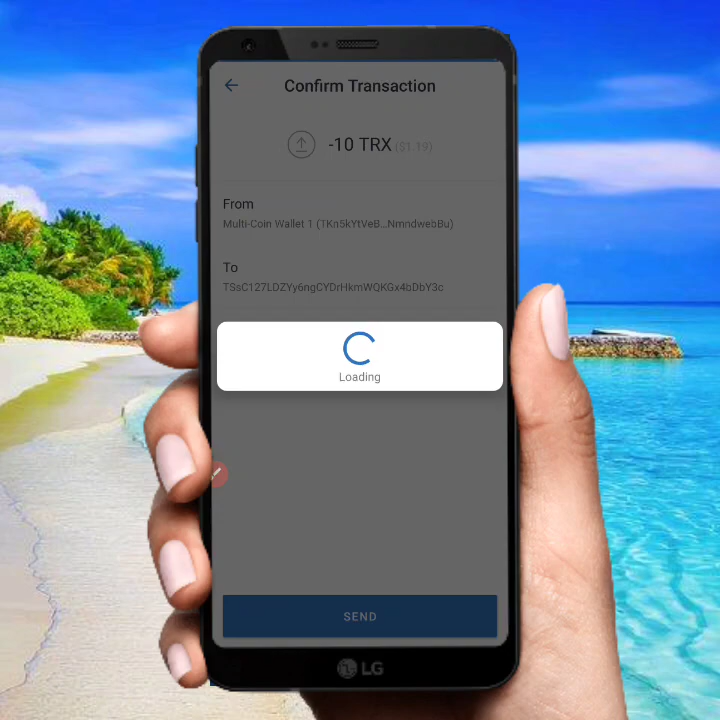 Confirm Transaction
-10 TRX ($1.19)
From
Multi-Coin Wallet 1 (TKn5kYtVeB...NmndwebBu)
To
TSsC127LDZYy6ngCYDrHkmWQKGx4bDbY3c
Loading
SEND
LG